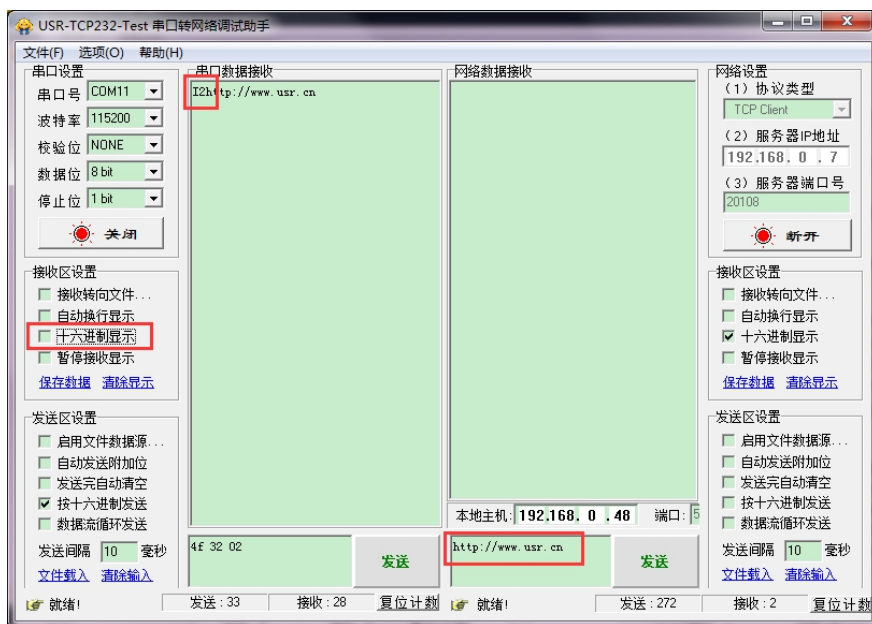 USR-TCP232-Test 串口转网络调试助手
文件(F) 选项(O) 帮助(H)
串口设置
串口号 COM11
波特率 115200
校验位 NONE
数据位 8 bit
停止位 1 bit
关闭
接收区设置
接收转向文件...
自动换行显示
十六进制显示
暂停接收显示
保存数据 清除显示
发送区设置
启用文件数据源...
自动发送附加位
发送完自动清空
按十六进制发送
数据流循环发送
发送间隔 10 毫秒
文件载入 清除输入
串口数据接收
I2http://www.usr.cn
4f 32 02
发送
网络数据接收
本地主机: 192.168. 0 .48 端口: 5
http://www.usr.cn
发送
网络设置
(1) 协议类型
TCP Client
(2) 服务器IP地址
192.168. 0 . 7
(3) 服务器端口号
20108
断开
接收区设置
接收转向文件...
自动换行显示
十六进制显示
暂停接收显示
保存数据 清除显示
发送区设置
启用文件数据源...
自动发送附加位
发送完自动清空
按十六进制发送
数据流循环发送
发送间隔 10 毫秒
文件载入 清除输入
就绪! 发送:33 接收:28 复位计数 就绪! 发送:272 接收:2 复位计数